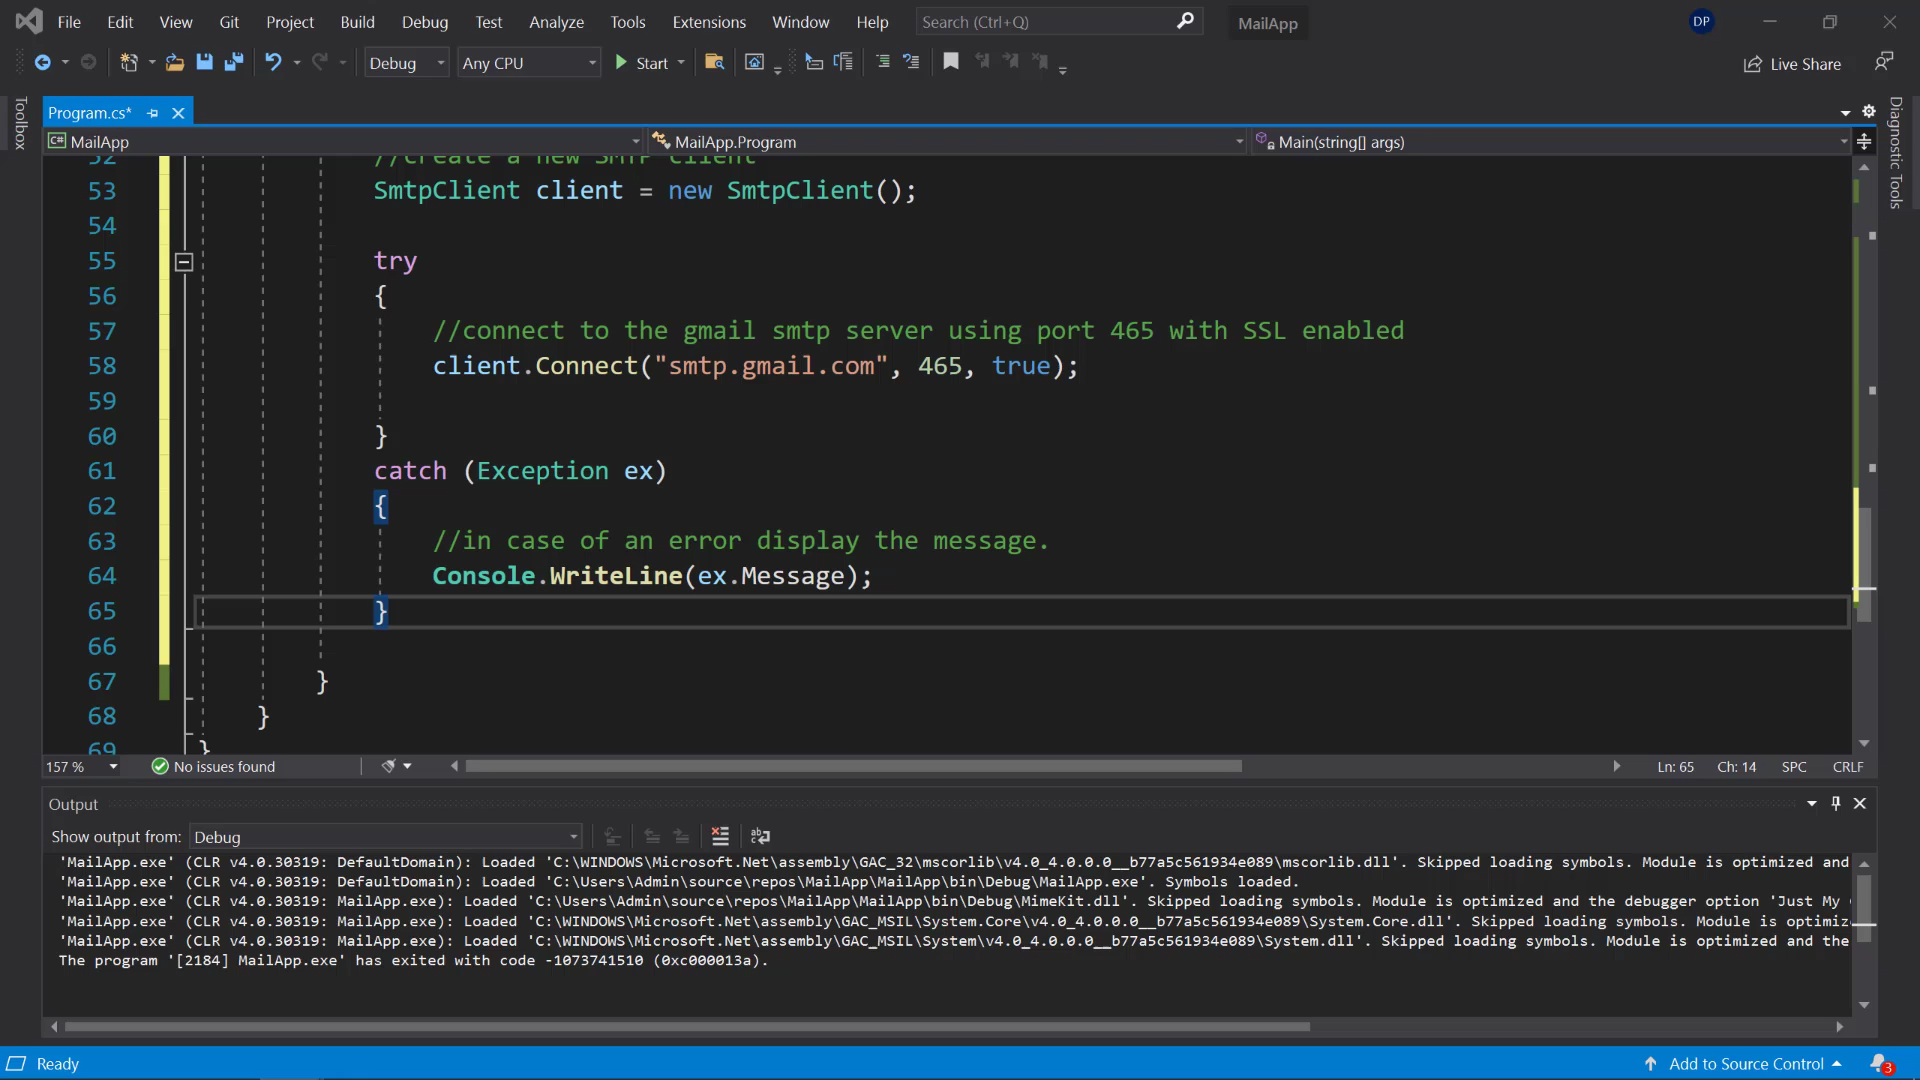 File Edit View Git Project Build Debug Test Analyze Tools Extensions Window Help Search (Ctrl+Q) MailApp DP
Debug Any CPU Start Live Share
Toolbox
Program.cs*
Diagnostic Tools
C# MailApp MailApp.Program Main(string[] args)
52 //create a new SMTP client
53 SmtpClient client = new SmtpClient();
54
55 try
56 {
57 //connect to the gmail smtp server using port 465 with SSL enabled
58 client.Connect("smtp.gmail.com", 465, true);
59
60 }
61 catch (Exception ex)
62 {
63 //in case of an error display the message.
64 Console.WriteLine(ex.Message);
65 }
66
67 }
68 }
69 }
157 % No issues found Ln: 65 Ch: 14 SPC CRLF
Output
Show output from: Debug
'MailApp.exe' (CLR v4.0.30319: DefaultDomain): Loaded 'C:\WINDOWS\Microsoft.Net\assembly\GAC_32\mscorlib\v4.0_4.0.0.0__b77a5c561934e089\mscorlib.dll'. Skipped loading symbols. Module is optimized and
'MailApp.exe' (CLR v4.0.30319: DefaultDomain): Loaded 'C:\Users\Admin\source\repos\MailApp\MailApp\bin\Debug\MailApp.exe'. Symbols loaded.
'MailApp.exe' (CLR v4.0.30319: MailApp.exe): Loaded 'C:\Users\Admin\source\repos\MailApp\MailApp\bin\Debug\MimeKit.dll'. Skipped loading symbols. Module is optimized and the debugger option 'Just My
'MailApp.exe' (CLR v4.0.30319: MailApp.exe): Loaded 'C:\WINDOWS\Microsoft.Net\assembly\GAC_MSIL\System.Core\v4.0_4.0.0.0__b77a5c561934e089\System.Core.dll'. Skipped loading symbols. Module is optimiz
'MailApp.exe' (CLR v4.0.30319: MailApp.exe): Loaded 'C:\WINDOWS\Microsoft.Net\assembly\GAC_MSIL\System\v4.0_4.0.0.0__b77a5c561934e089\System.dll'. Skipped loading symbols. Module is optimized and the
The program '[2184] MailApp.exe' has exited with code -1073741510 (0xc000013a).
Ready Add to Source Control 3